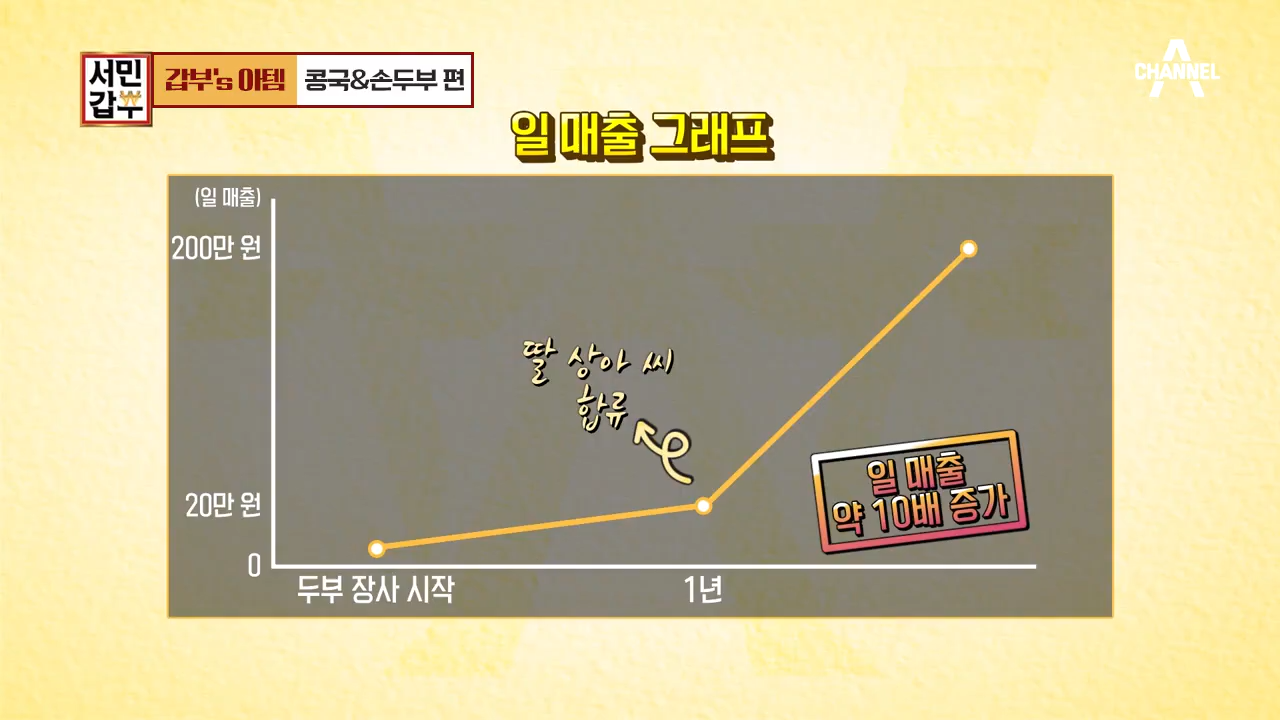 서민
갑부
갑부's 아템
콩국&손두부 편
CHANNEL A
일 매출 그래프
(일 매출)
200만 원
20만 원
0
두부 장사 시작
1년
딸 상아 씨
합류
일 매출
약 10배 증가